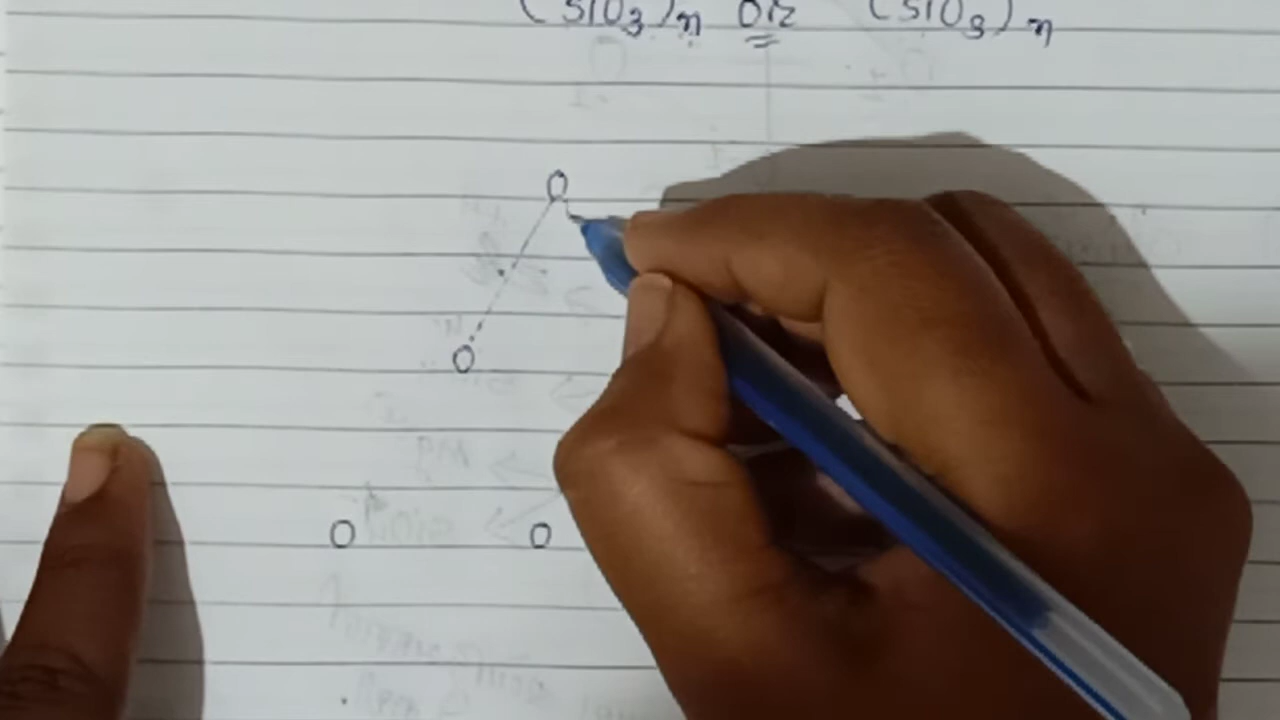 (SiO₃)n OR (SiO₃)n
O
O
O O